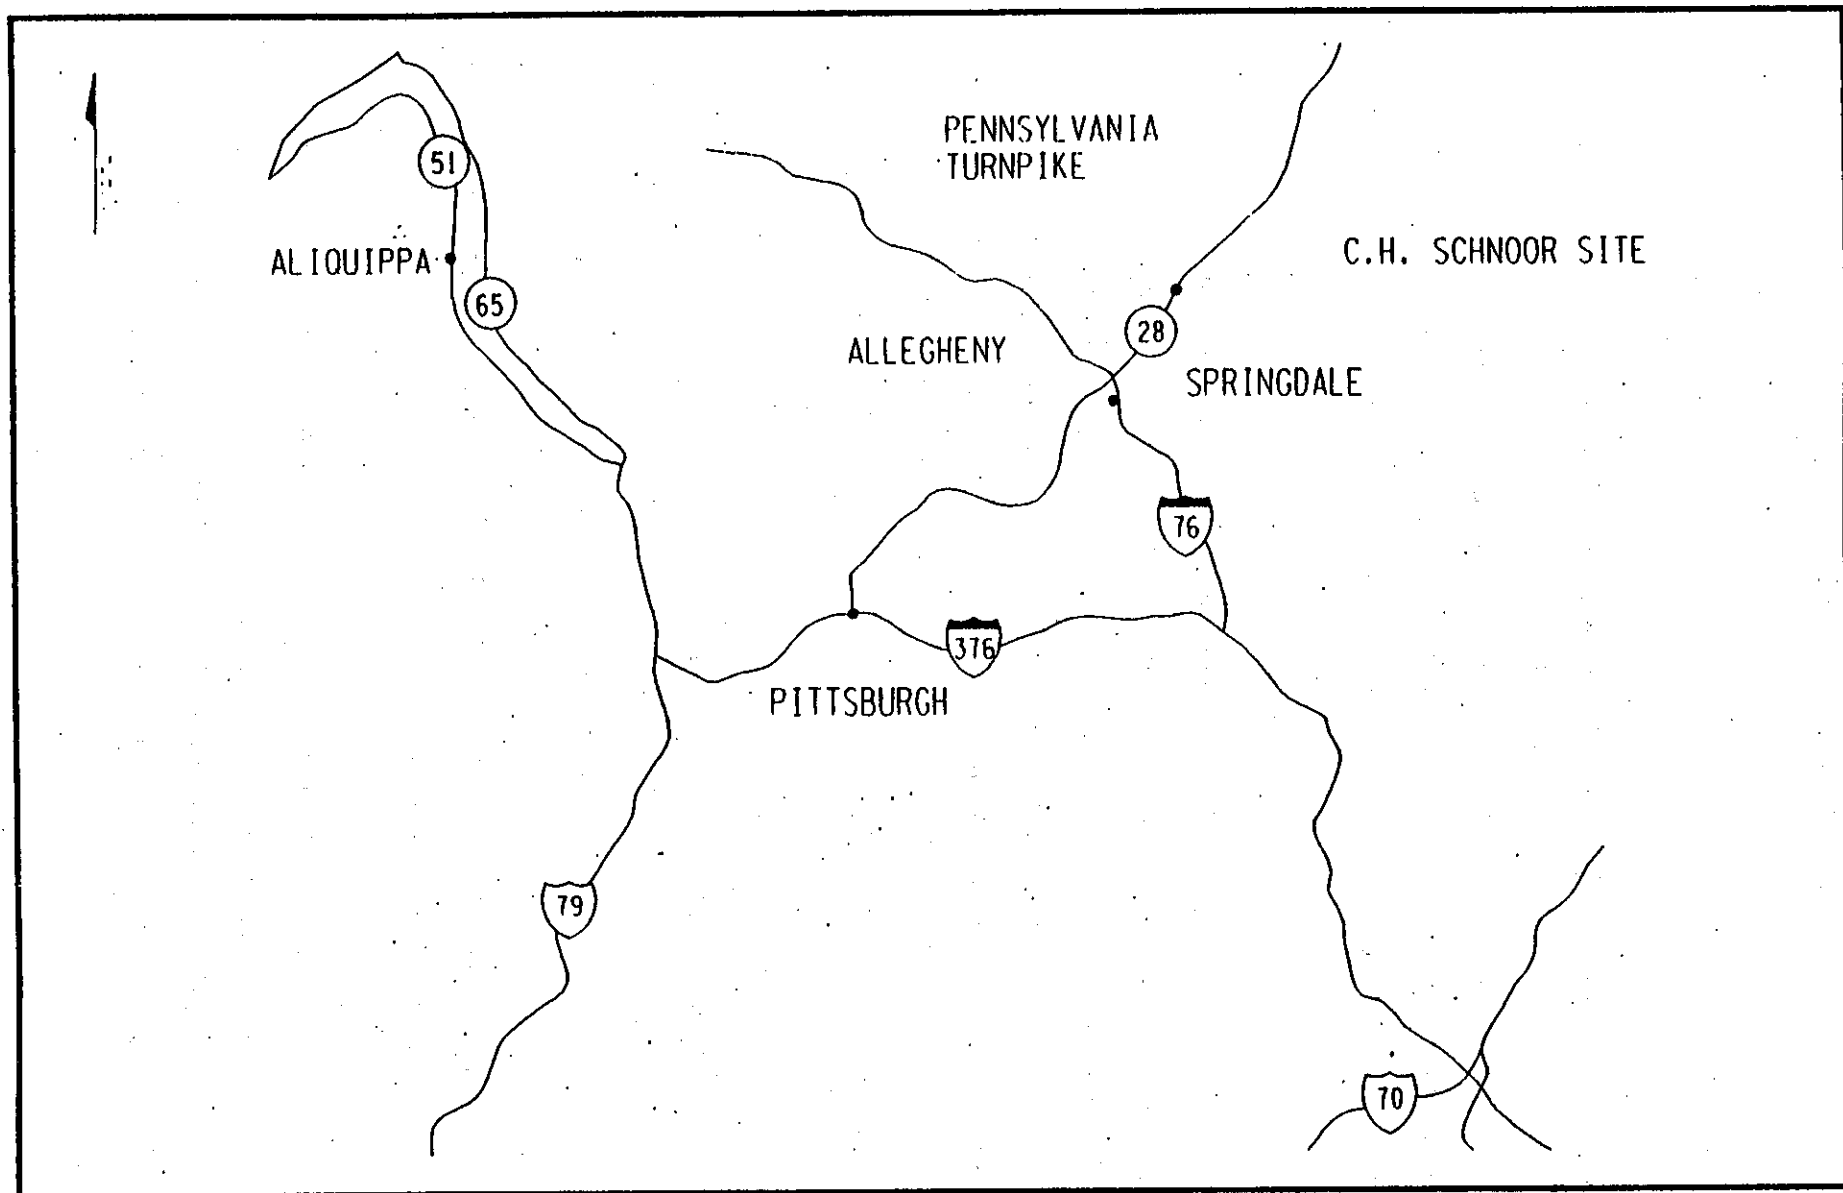 PENNSYLVANIA
TURNPIKE
51
C.H. SCHNOOR SITE
ALIQUIPPA
65
28
ALLEGHENY
SPRINGDALE
76
376
PITTSBURGH
79
70